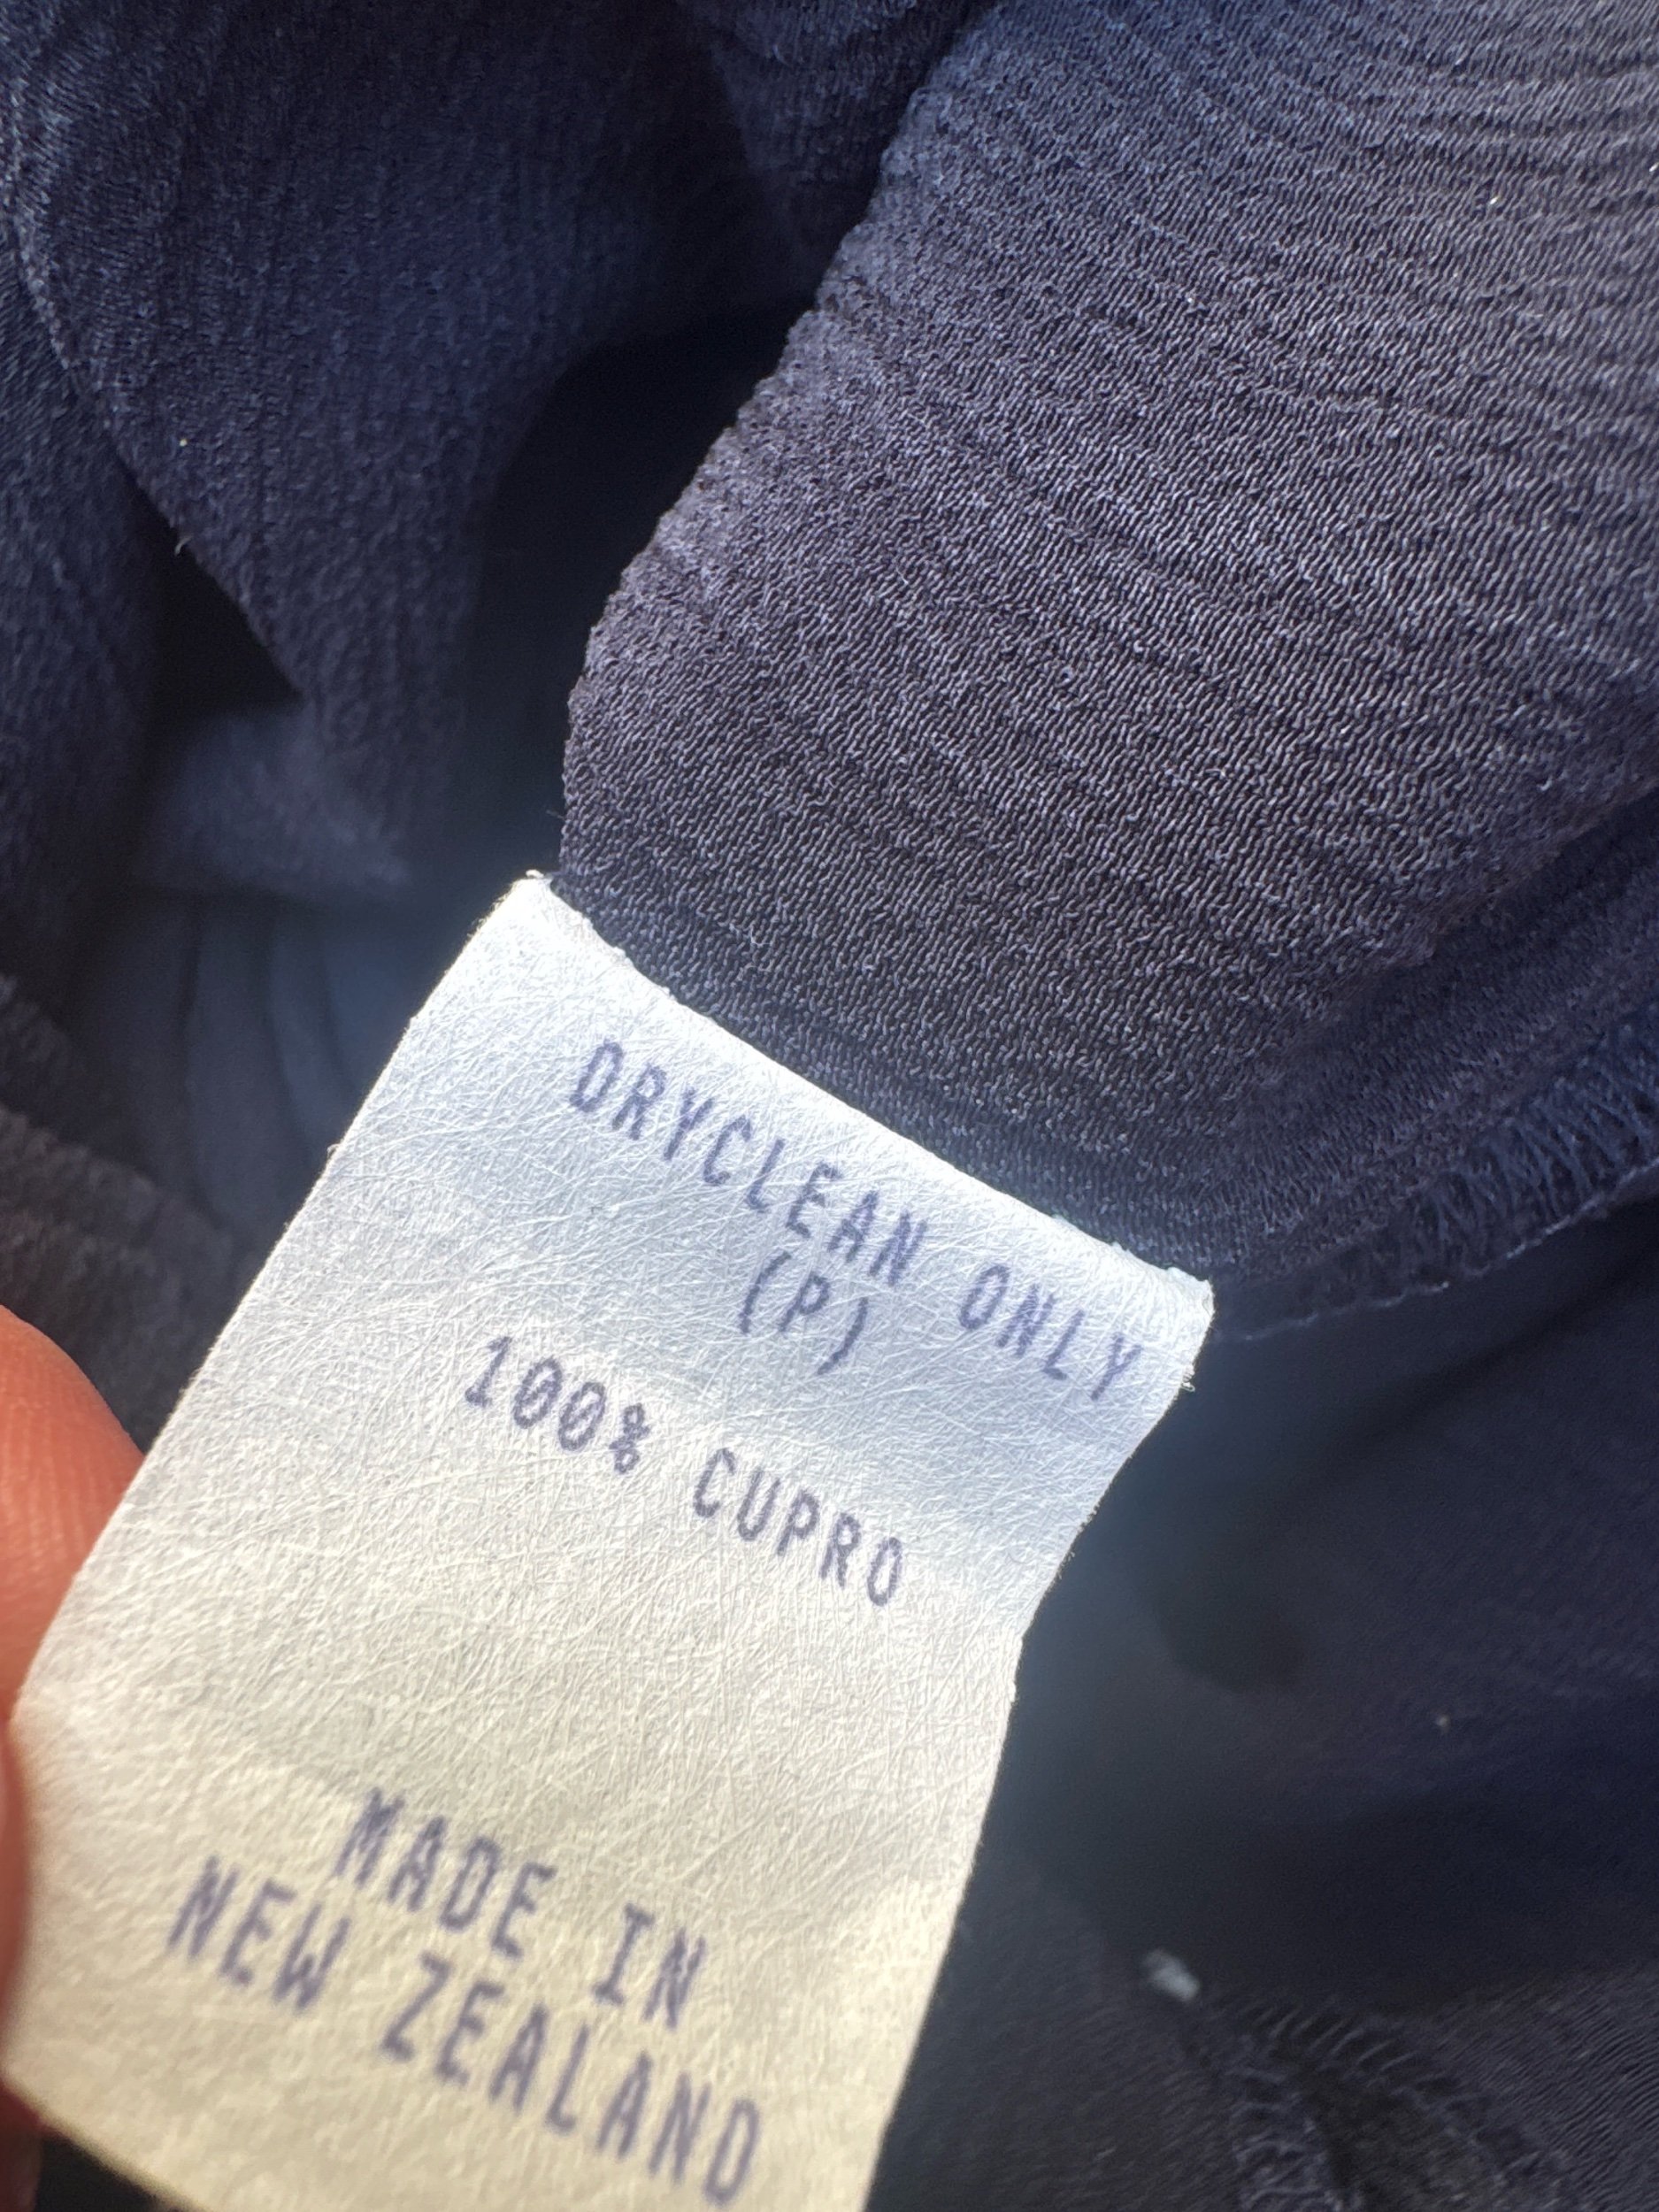 DRYCLEAN ONLY
(P)
100% CUPRO
MADE IN
NEW ZEALAND